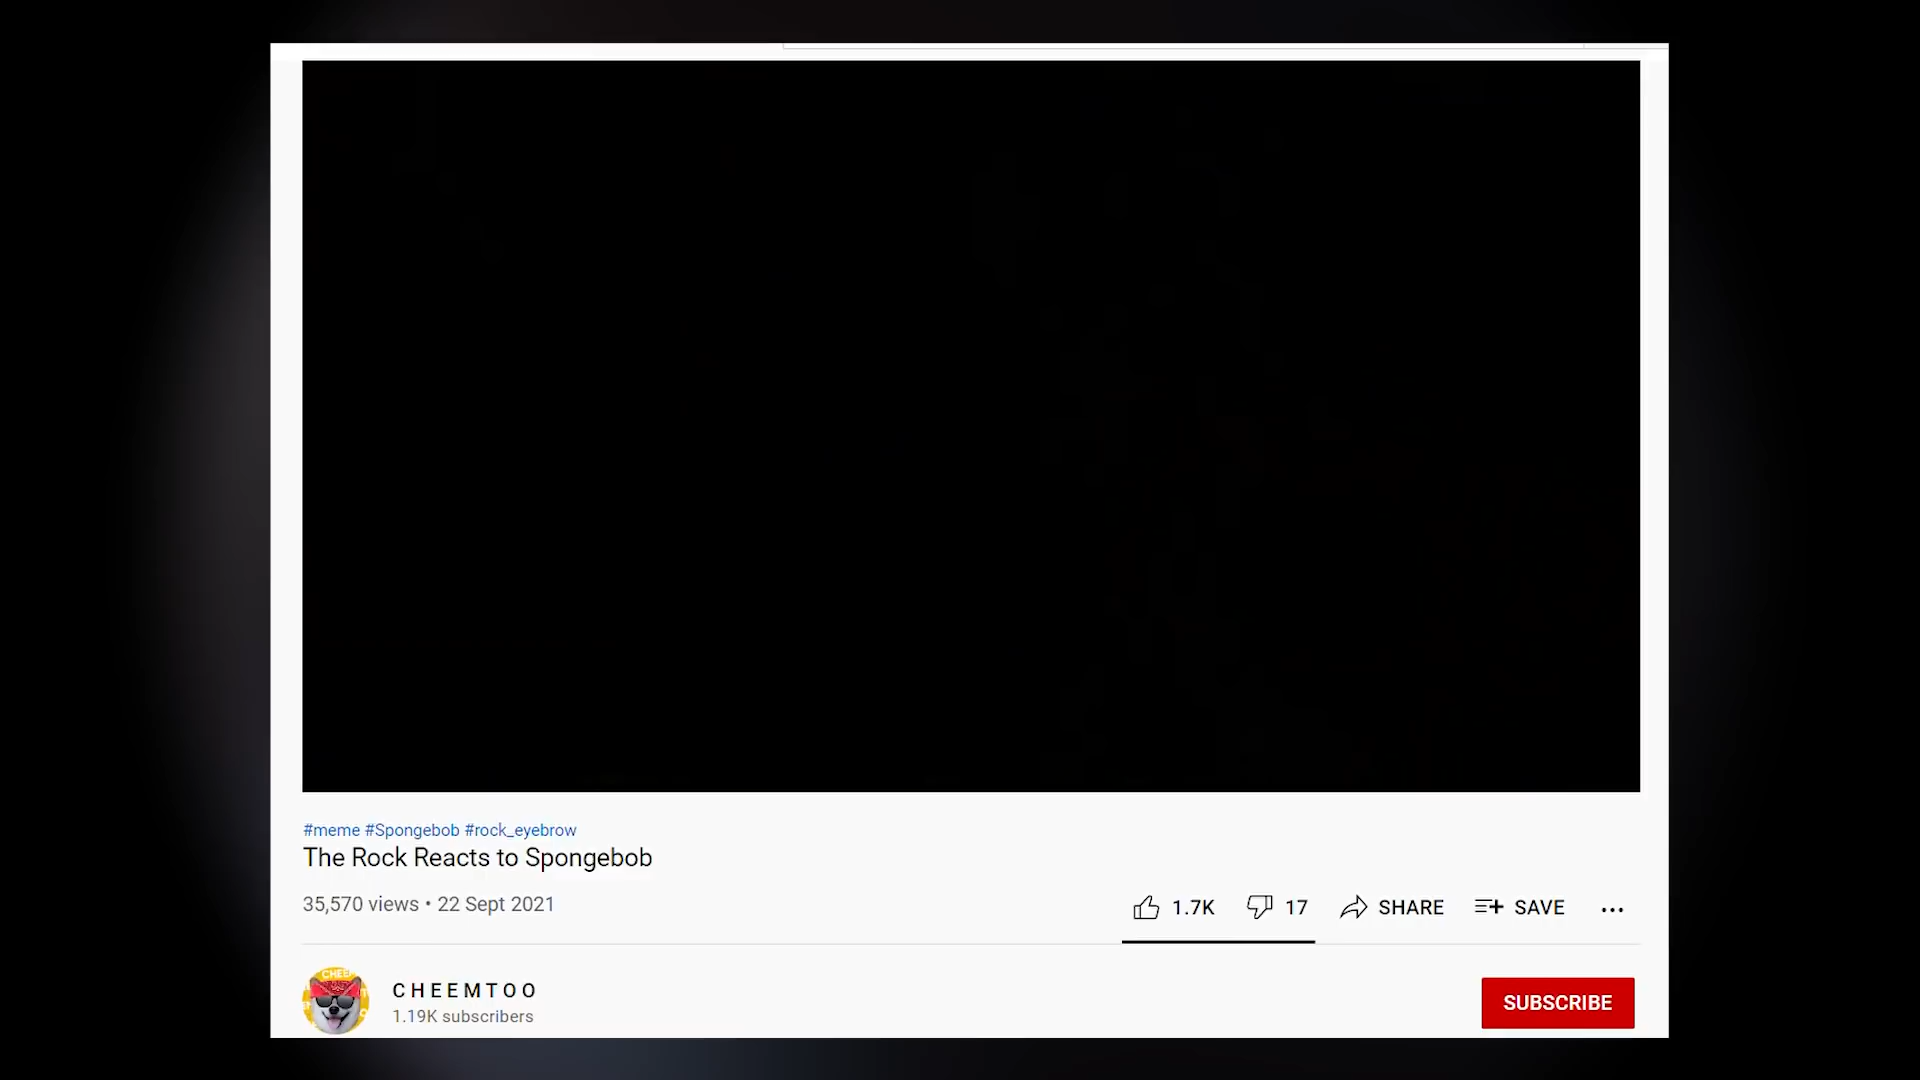 #meme #Spongebob #rock_eyebrow
The Rock Reacts to Spongebob
35,570 views • 22 Sept 2021
1.7K 17 SHARE SAVE
CHEE
CHEEMTOO
1.19K subscribers
SUBSCRIBE